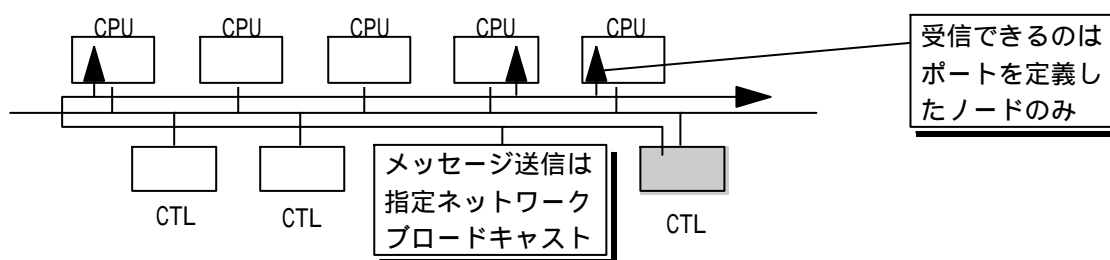 CPU
CPU
CPU
CPU
CPU
受信できるのは
ポートを定義し
たノードのみ
メッセージ送信は
指定ネットワーク
ブロードキャスト
CTL
CTL
CTL